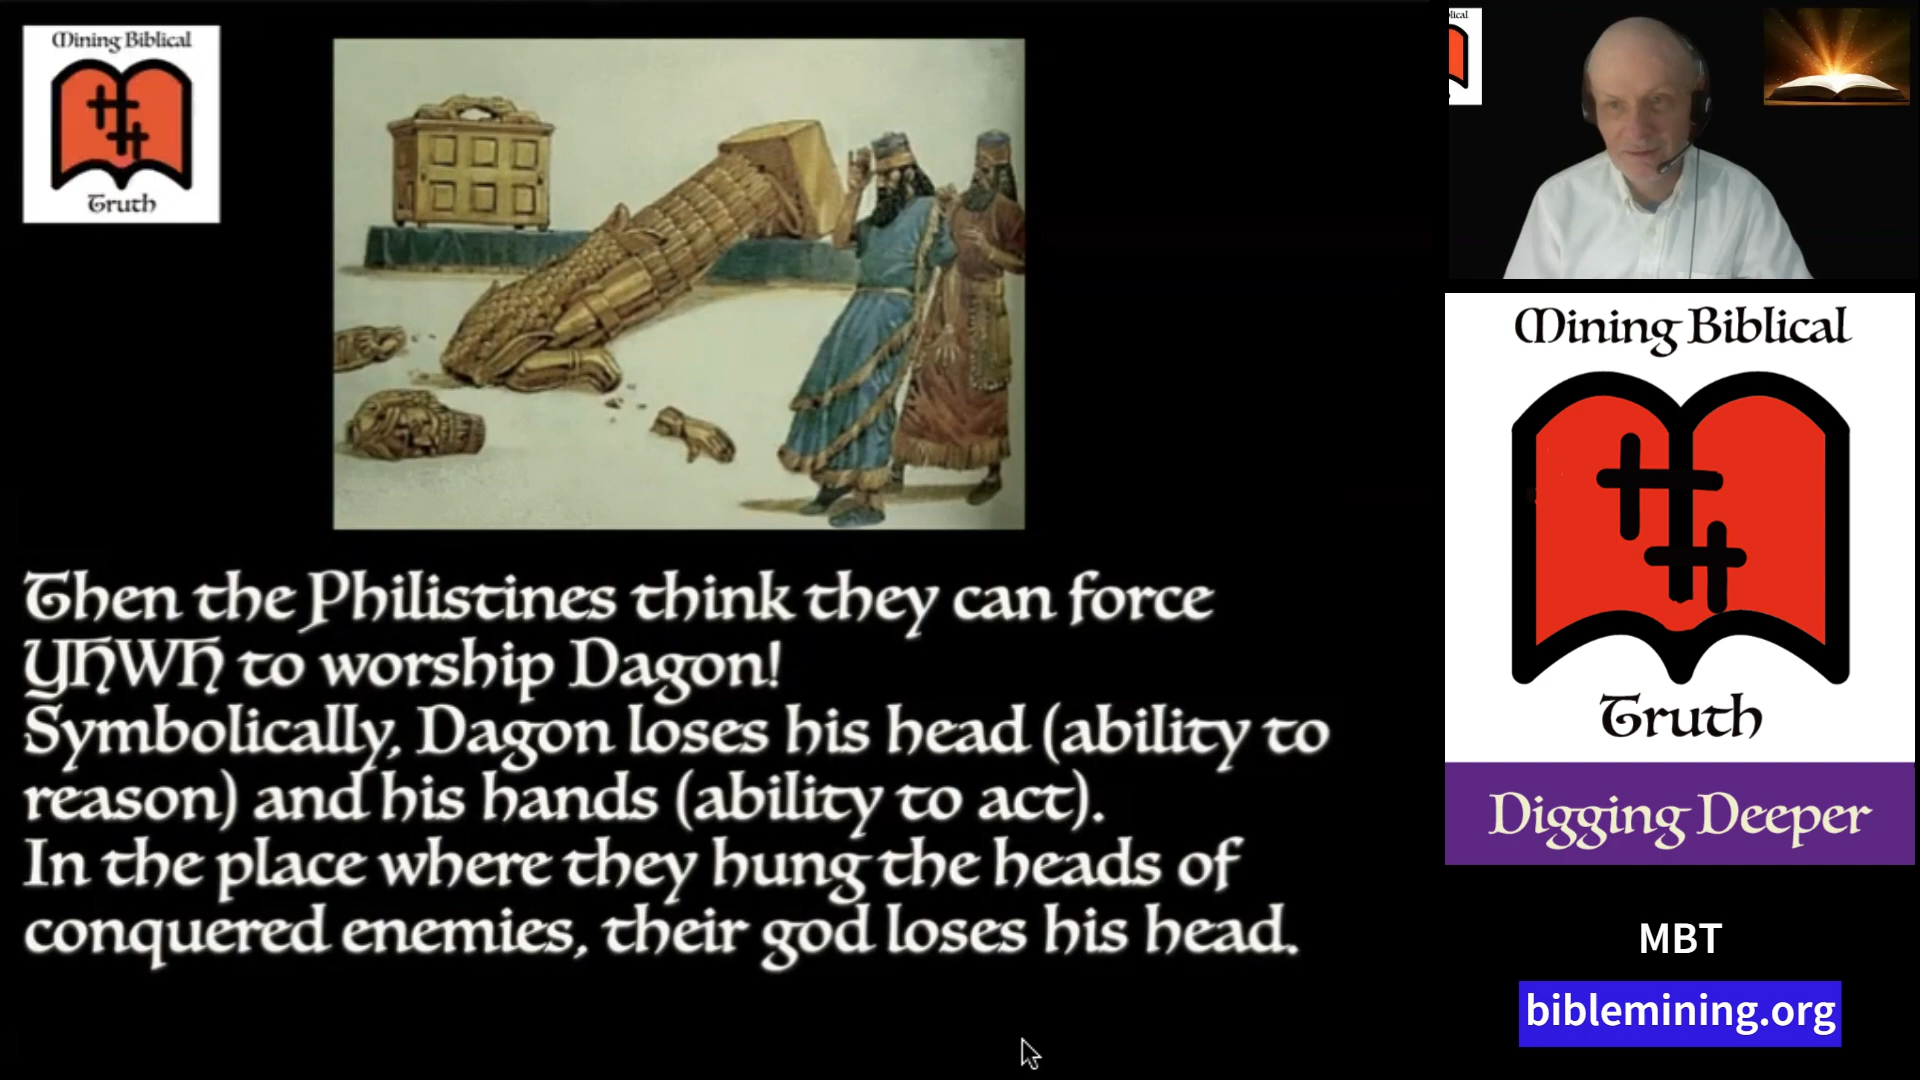 Mining Biblical
Truth
Then the Philistines think they can force
YHWH to worship Dagon!
Symbolically, Dagon loses his head (ability to
reason) and his hands (ability to act).
In the place where they hung the heads of
conquered enemies, their god loses his head.
lical
Mining Biblical
Truth
Digging Deeper
MBT
biblemining.org